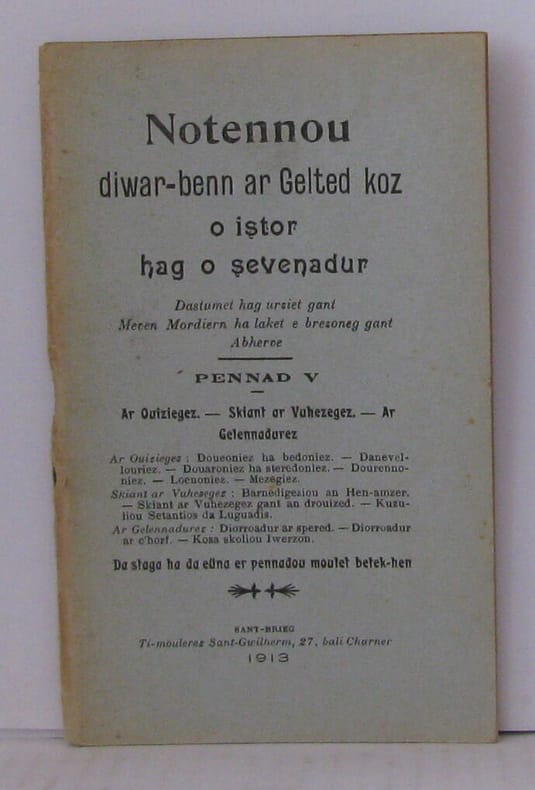 Notennou
diwar-benn ar Gelted koz
o istor
hag o sevenadur
Dastumet hag urziet gant
Meven Mordiern ha laket e brezoneg gant
Abherve
PENNAD V
Ar Ouiziegez. — Skiant ar Vuhezegez. — Ar
Gelennadurez
Ar Ouiziegez : Doueoniez ha bedoniez. — Danevel-
louriez. — Douaroniez ha steredoniez. — Dourenno-
niez. — Loenoniez. — Mezegiez.
Skiant ar Vuhezegez : Barnedigeziou an Hen-amzer.
— Skiant ar Vuhezegez gant an drouized. — Kuzu-
liou Setantios da Luguadis.
Ar Gelennadurez : Diorroadur ar spered. — Diorroadur
ar c'horf. — Kosa skoliou Iwerzon.
Da staga ha da eûna er pennadou moulet betek-hen
SANT-BRIEG
Ti-moulerez Sant-Gwilherm, 27, bali Charner
1913